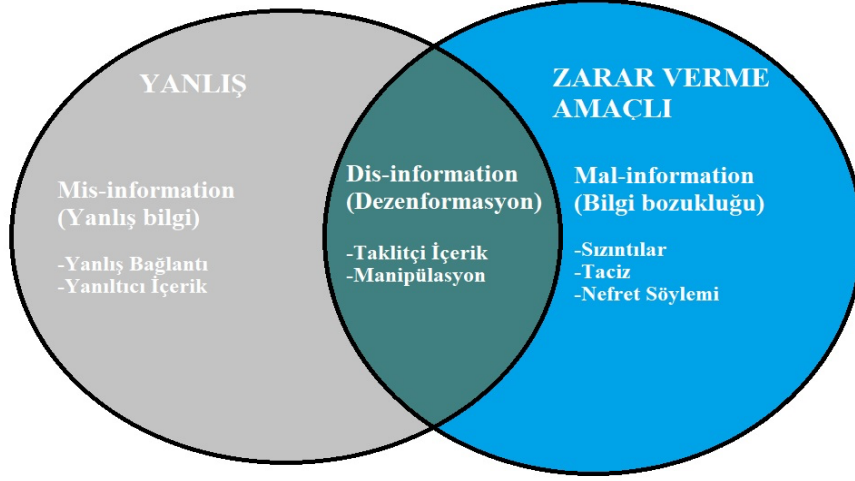 YANLIŞ
Mis-information
(Yanlış bilgi)
-Yanlış Bağlantı
-Yanıltıcı İçerik
Dis-information
(Dezenformasyon)
-Taklitçi İçerik
-Manipülasyon
ZARAR VERME
AMAÇLI
Mal-information
(Bilgi bozukluğu)
-Sızıntılar
-Taciz
-Nefret Söylemi